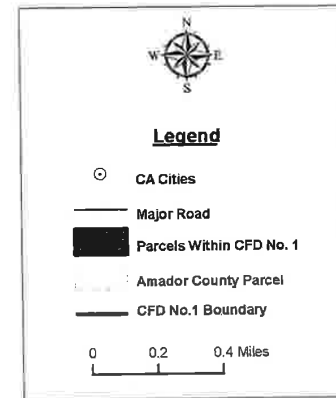 N
W E
S
Legend
CA Cities
Major Road
Parcels Within CFD No. 1
Amador County Parcel
CFD No.1 Boundary
0 0.2 0.4 Miles